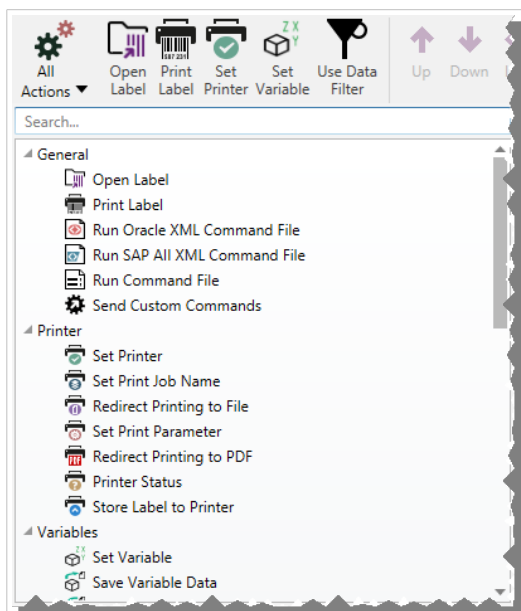 All Actions
Open Label
Print Label
Set Printer
Set Variable
Use Data Filter
Up
Down
Search...
General
Open Label
Print Label
Run Oracle XML Command File
Run SAP AII XML Command File
Run Command File
Send Custom Commands
Printer
Set Printer
Set Print Job Name
Redirect Printing to File
Set Print Parameter
Redirect Printing to PDF
Printer Status
Store Label to Printer
Variables
Set Variable
Save Variable Data